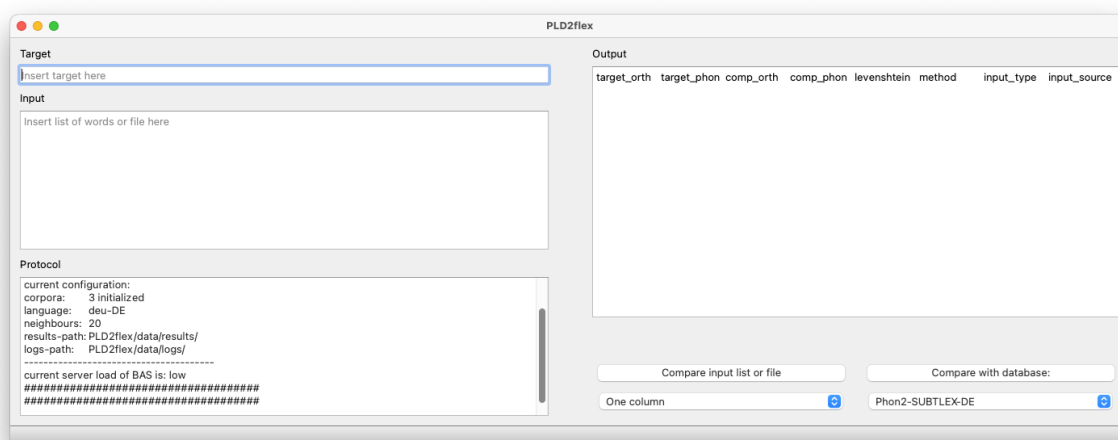 PLD2flex
Target
Insert target here
Input
Insert list of words or file here
Protocol
current configuration:
corpora: 3 initialized
language: deu-DE
neighbours: 20
results-path: PLD2flex/data/results/
logs-path: PLD2flex/data/logs/
---------------------------------------
current server load of BAS is: low
####################################
####################################
Output
target_orth target_phon comp_orth comp_phon levenshtein method input_type input_source
Compare input list or file
Compare with database:
One column
Phon2-SUBTLEX-DE